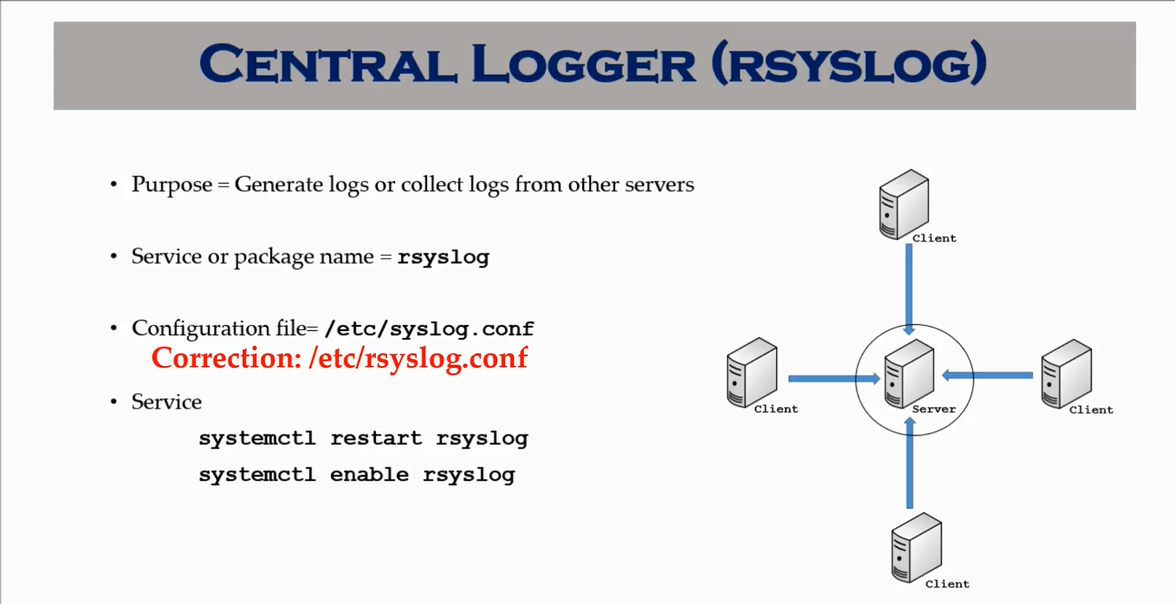 CENTRAL LOGGER (RSYSLOG)
• Purpose = Generate logs or collect logs from other servers
• Service or package name = rsyslog
• Configuration file= /etc/syslog.conf
Correction: /etc/rsyslog.conf
• Service
systemctl restart rsyslog
systemctl enable rsyslog
Client
Client
Server
Client
Client